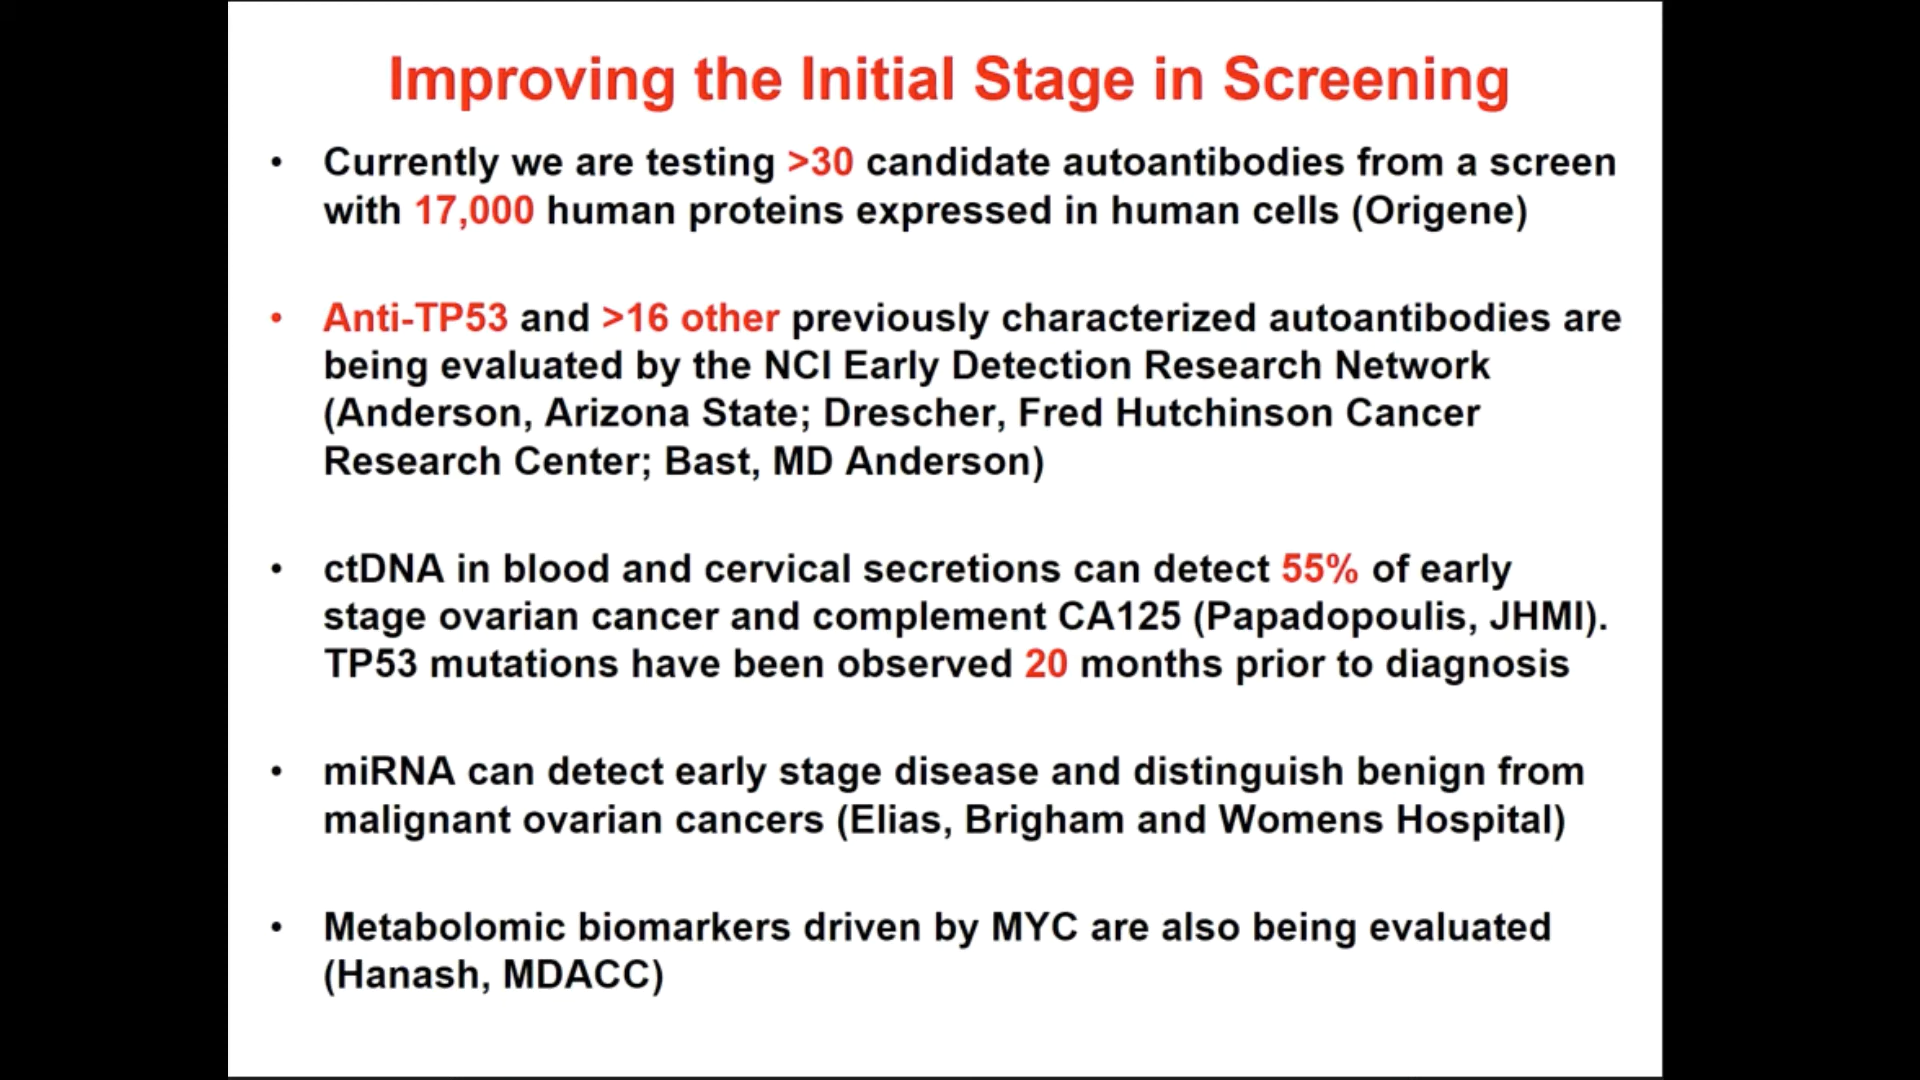 Improving the Initial Stage in Screening
• Currently we are testing >30 candidate autoantibodies from a screen
with 17,000 human proteins expressed in human cells (Origene)
• Anti-TP53 and >16 other previously characterized autoantibodies are
being evaluated by the NCI Early Detection Research Network
(Anderson, Arizona State; Drescher, Fred Hutchinson Cancer
Research Center; Bast, MD Anderson)
• ctDNA in blood and cervical secretions can detect 55% of early
stage ovarian cancer and complement CA125 (Papadopoulis, JHMI).
TP53 mutations have been observed 20 months prior to diagnosis
• miRNA can detect early stage disease and distinguish benign from
malignant ovarian cancers (Elias, Brigham and Womens Hospital)
• Metabolomic biomarkers driven by MYC are also being evaluated
(Hanash, MDACC)